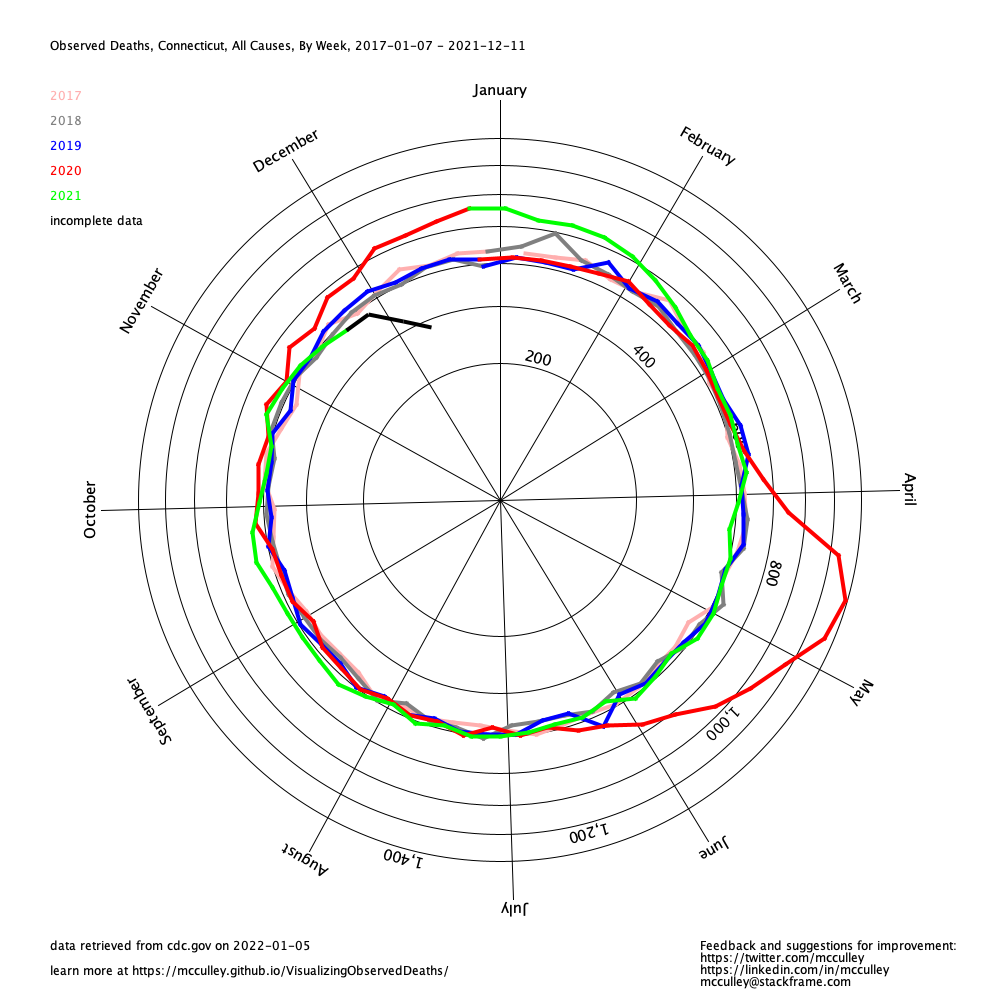 Observed Deaths, Connecticut, All Causes, By Week, 2017-01-07 - 2021-12-11
2017
2018
2019
2020
2021
incomplete data
January
February
March
April
May
June
July
August
September
October
November
December
200
400
800
1,000
1,200
1,400
data retrieved from cdc.gov on 2022-01-05
learn more at https://mcculley.github.io/VisualizingObservedDeaths/
Feedback and suggestions for improvement:
https://twitter.com/mcculley
https://linkedin.com/in/mcculley
mcculley@stackframe.com